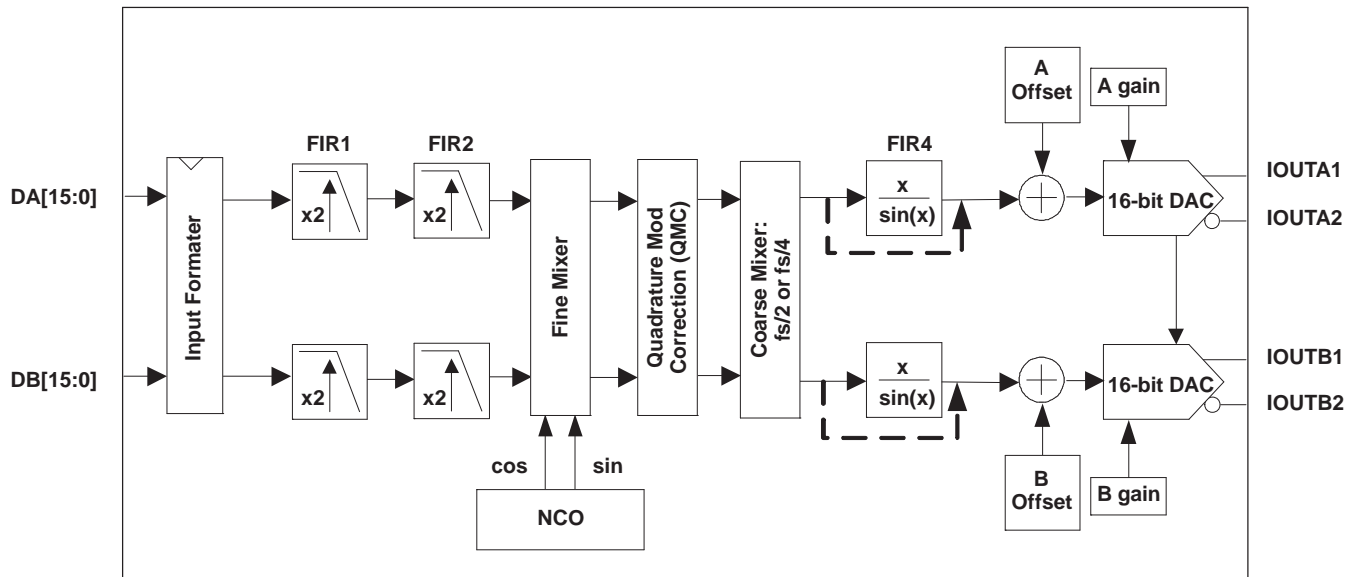 A
Offset
A gain
FIR1
FIR2
FIR4
DA[15:0]
x2
x2
x
sin(x)
16-bit DAC
IOUTA1
IOUTA2
Input Formater
Fine Mixer
Quadrature Mod
Correction (QMC)
Coarse Mixer:
fs/2 or fs/4
DB[15:0]
x2
x2
x
sin(x)
16-bit DAC
IOUTB1
IOUTB2
cos
sin
NCO
B
Offset
B gain